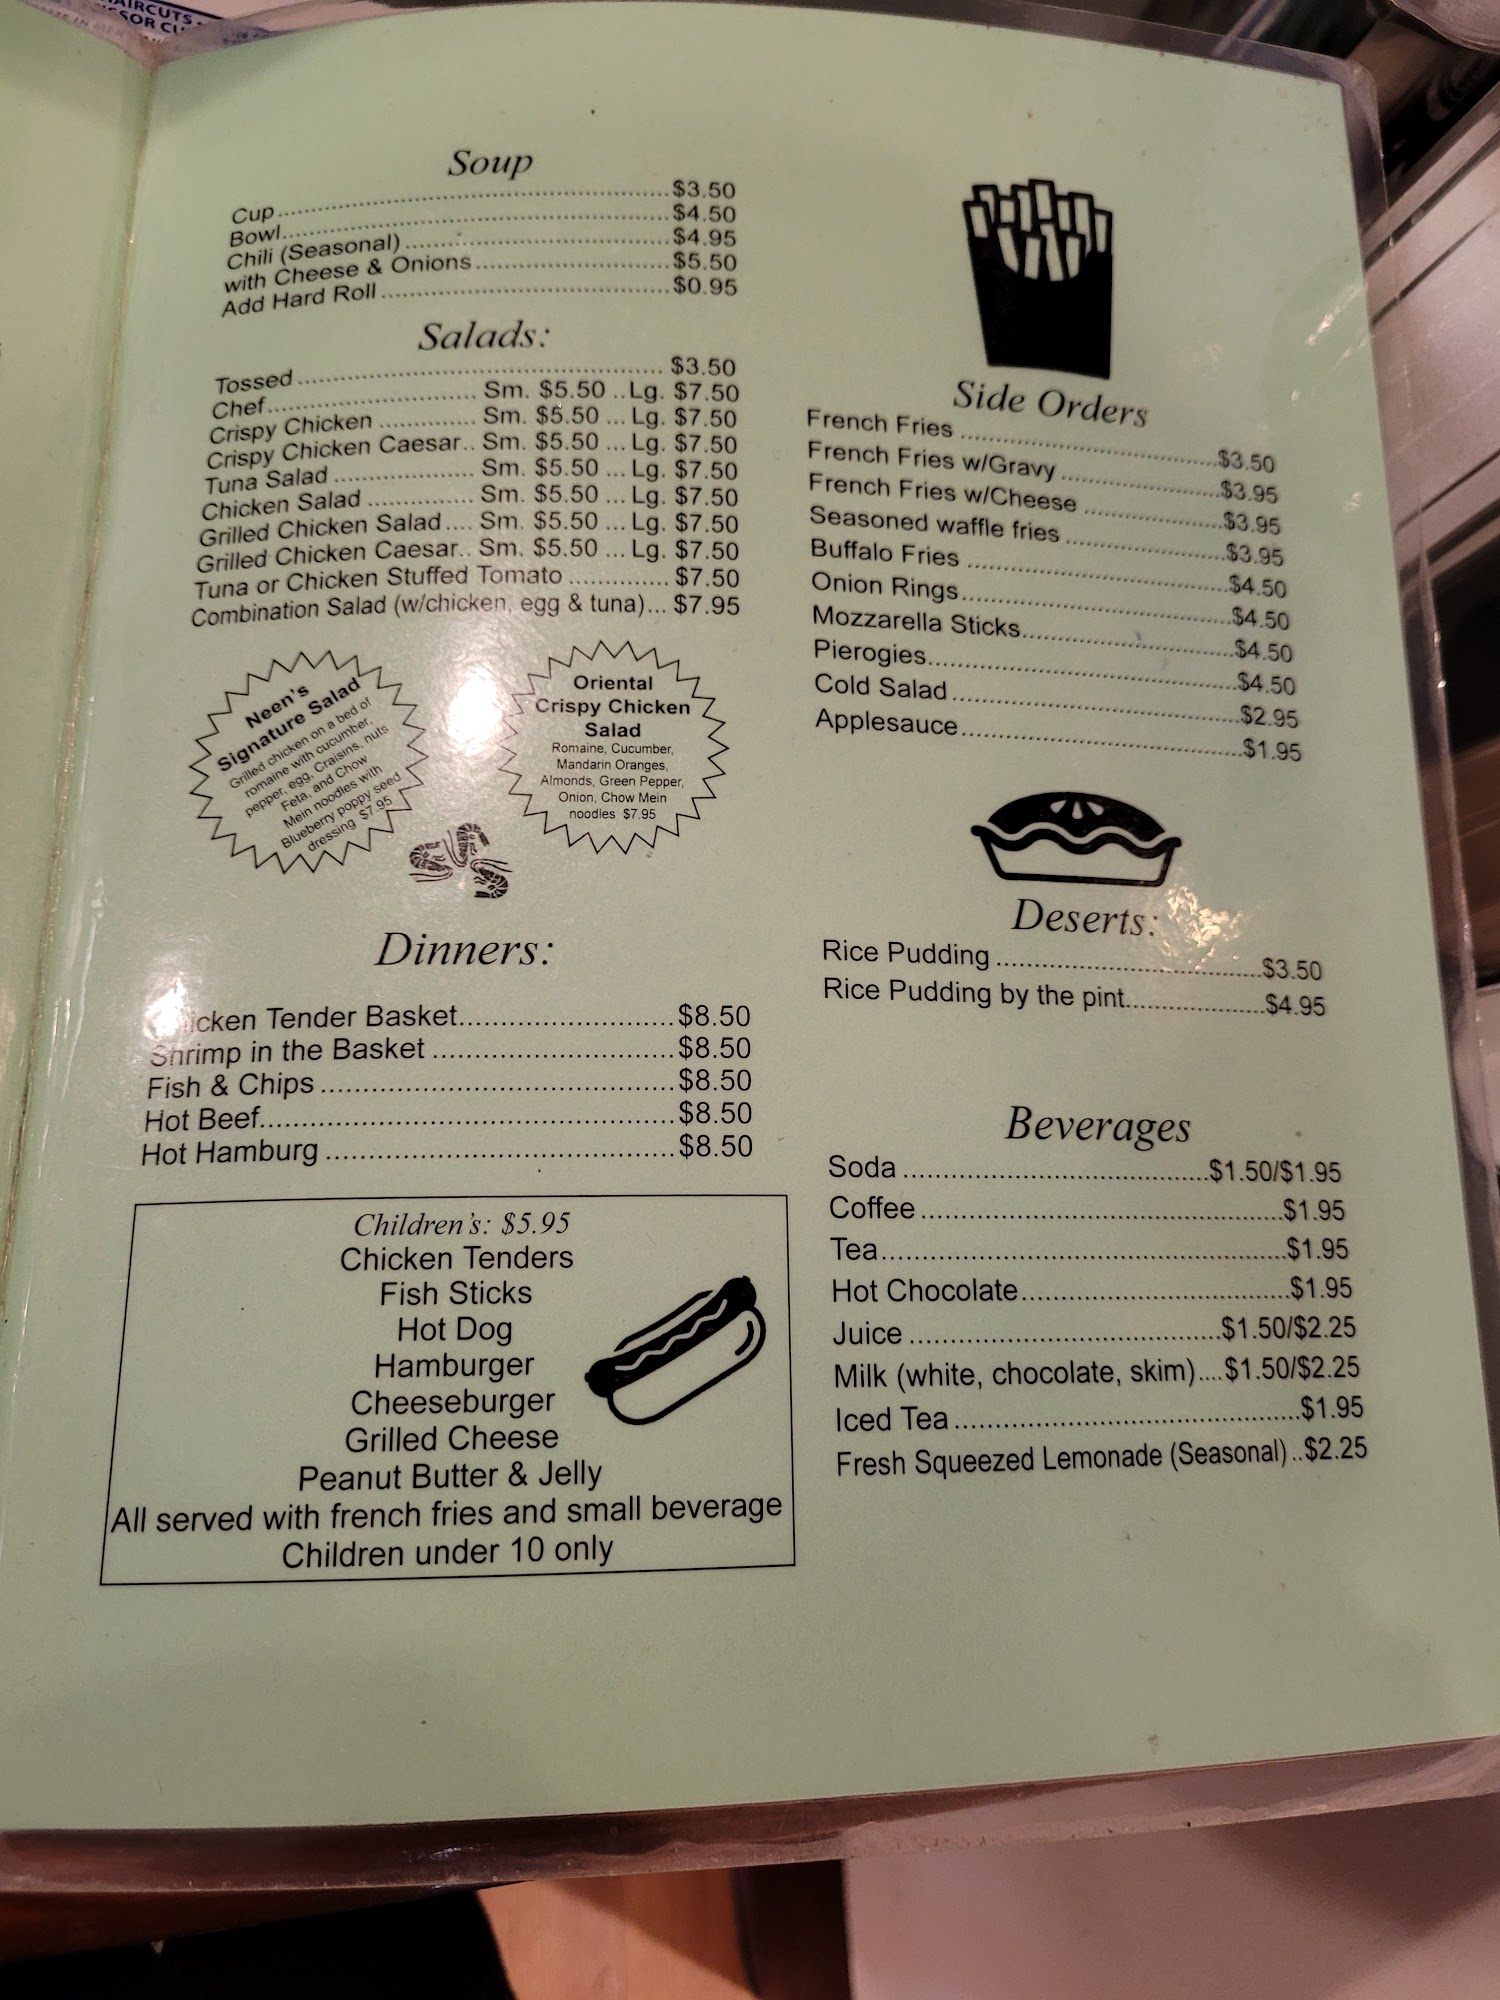 HAIRCUTS
Soup
Cup $3.50
Bowl $4.50
Chili (Seasonal) $4.95
with Cheese & Onions $5.50
Add Hard Roll $0.95
Salads:
Tossed $3.50
Chef Sm. $5.50 Lg. $7.50
Crispy Chicken Sm. $5.50 Lg. $7.50
Crispy Chicken Caesar Sm. $5.50 Lg. $7.50
Tuna Salad Sm. $5.50 Lg. $7.50
Chicken Salad Sm. $5.50 Lg. $7.50
Grilled Chicken Salad Sm. $5.50 Lg. $7.50
Grilled Chicken Caesar Sm. $5.50 Lg. $7.50
Tuna or Chicken Stuffed Tomato $7.50
Combination Salad (w/chicken, egg & tuna) $7.95
Neen's
Signature Salad
Grilled chicken on a bed of
romaine with cucumber,
pepper, egg, Craisins, nuts
Feta, and Chow
Mein noodles with
Blueberry poppy seed
dressing $7.95
Oriental
Crispy Chicken
Salad
Romaine, Cucumber,
Mandarin Oranges,
Almonds, Green Pepper,
Onion, Chow Mein
noodles $7.95
Dinners:
Chicken Tender Basket $8.50
Shrimp in the Basket $8.50
Fish & Chips $8.50
Hot Beef $8.50
Hot Hamburg $8.50
Children's: $5.95
Chicken Tenders
Fish Sticks
Hot Dog
Hamburger
Cheeseburger
Grilled Cheese
Peanut Butter & Jelly
All served with french fries and small beverage
Children under 10 only
Side Orders
French Fries $3.50
French Fries w/Gravy $3.95
French Fries w/Cheese $3.95
Seasoned waffle fries $3.95
Buffalo Fries $4.50
Onion Rings $4.50
Mozzarella Sticks $4.50
Pierogies $4.50
Cold Salad $2.95
Applesauce $1.95
Deserts:
Rice Pudding $3.50
Rice Pudding by the pint $4.95
Beverages
Soda $1.50/$1.95
Coffee $1.95
Tea $1.95
Hot Chocolate $1.95
Juice $1.50/$2.25
Milk (white, chocolate, skim) $1.50/$2.25
Iced Tea $1.95
Fresh Squeezed Lemonade (Seasonal) $2.25